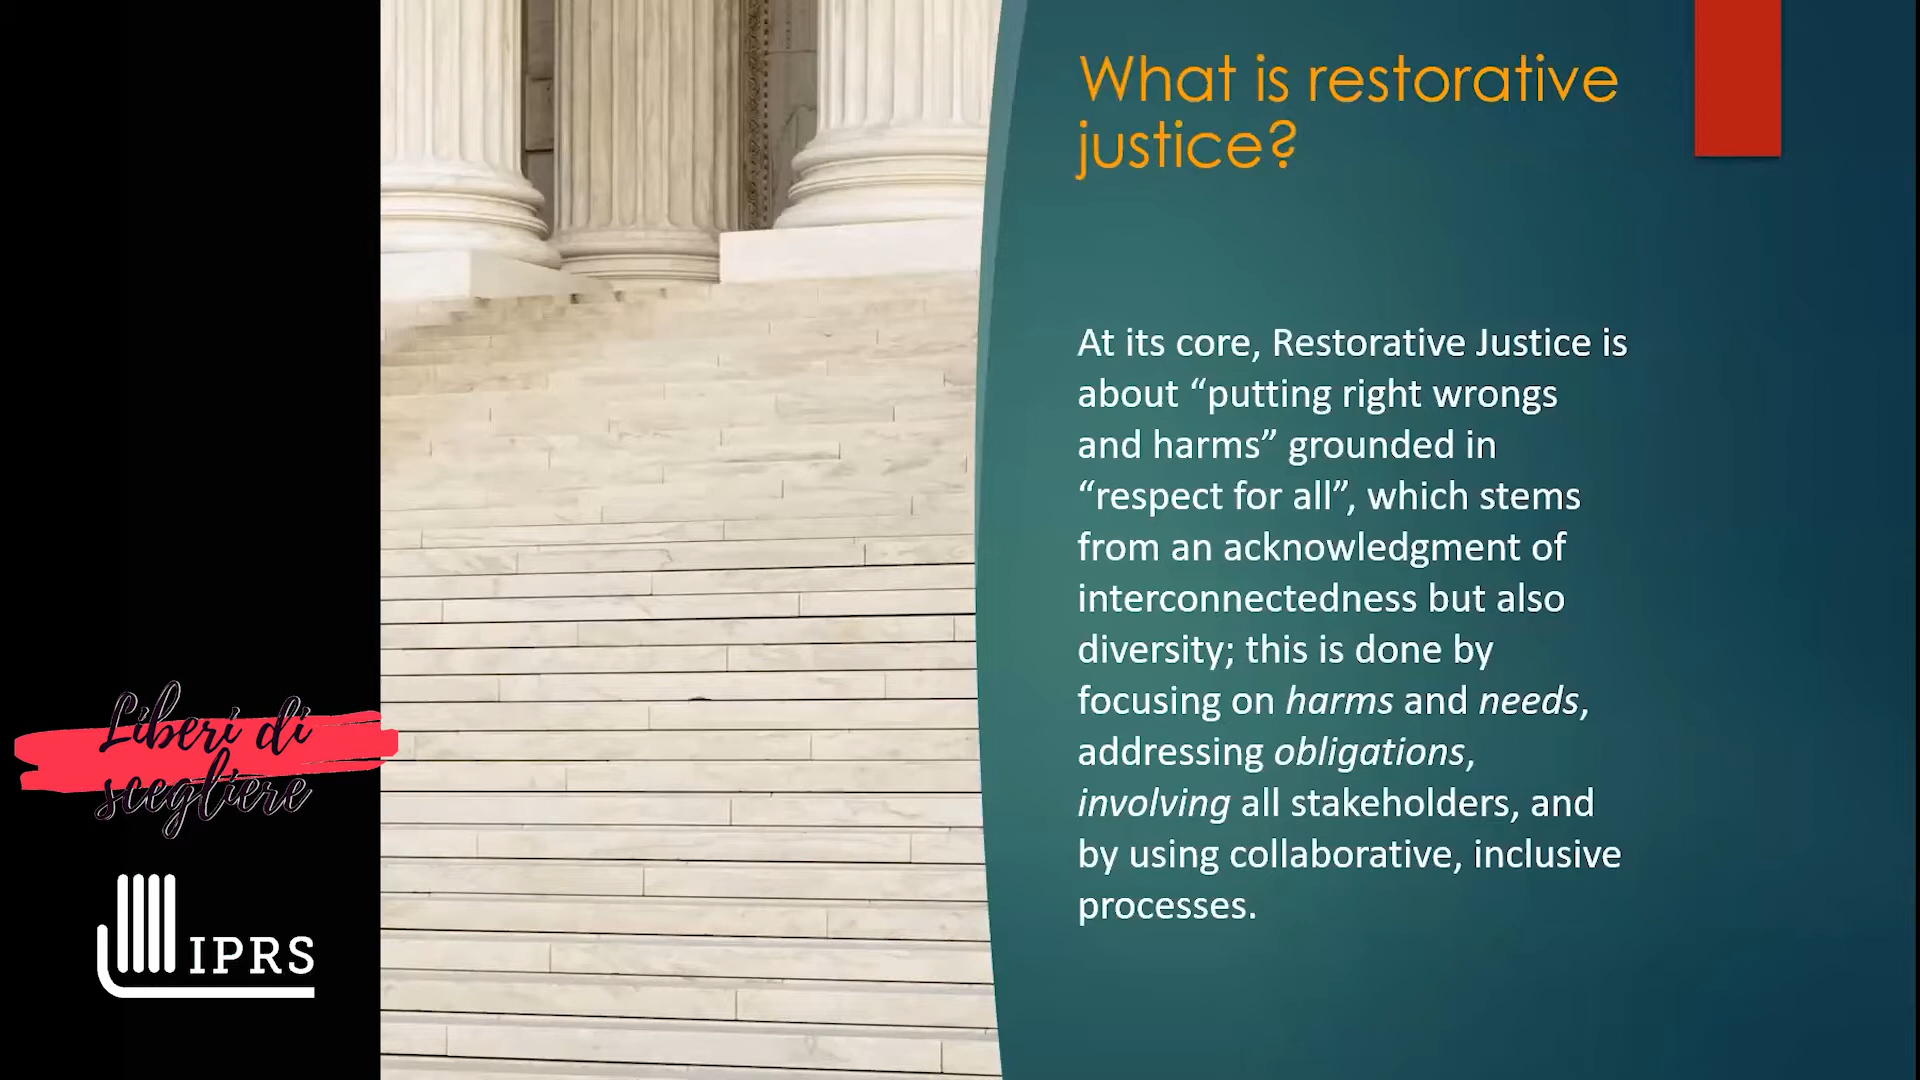 What is restorative
justice?
At its core, Restorative Justice is
about “putting right wrongs
and harms” grounded in
“respect for all”, which stems
from an acknowledgment of
interconnectedness but also
diversity; this is done by
focusing on harms and needs,
addressing obligations,
involving all stakeholders, and
by using collaborative, inclusive
processes.
Liberi di
scegliere
IPRS